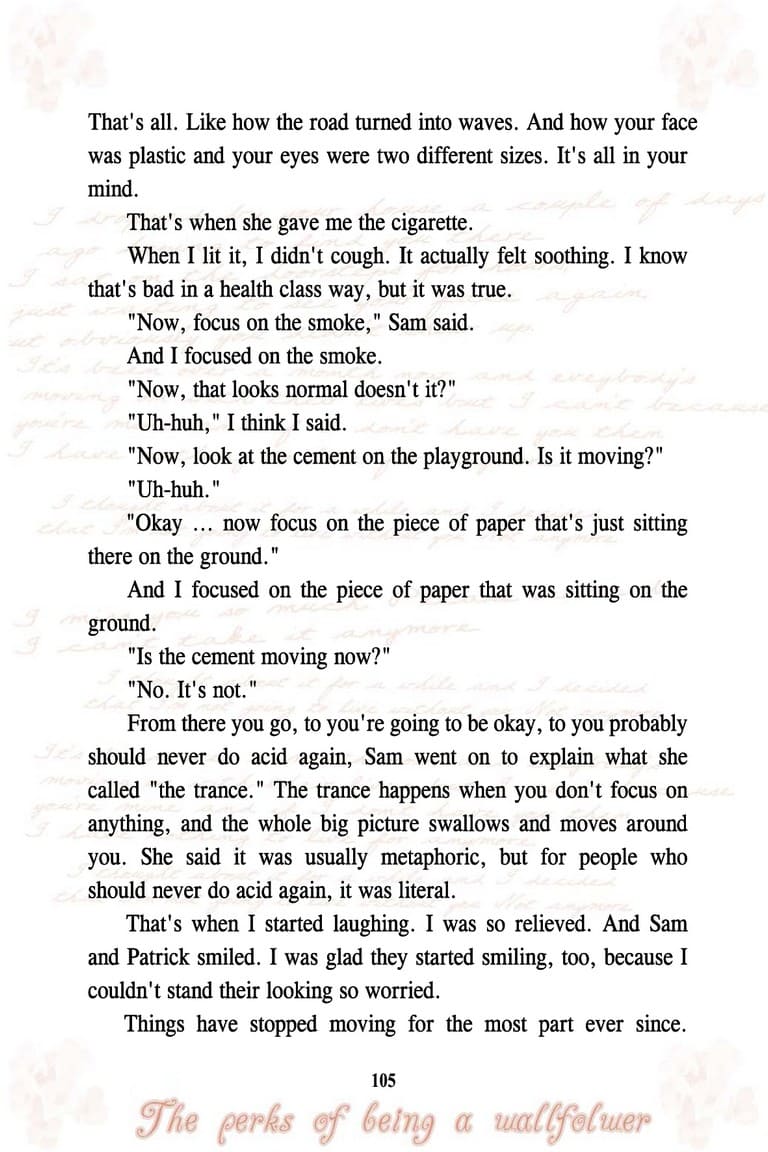 That's all. Like how the road turned into waves. And how your face
was plastic and your eyes were two different sizes. It's all in your
mind.
That's when she gave me the cigarette.
When I lit it, I didn't cough. It actually felt soothing. I know
that's bad in a health class way, but it was true.
"Now, focus on the smoke," Sam said.
And I focused on the smoke.
"Now, that looks normal doesn't it?"
"Uh-huh," I think I said.
"Now, look at the cement on the playground. Is it moving?"
"Uh-huh."
"Okay ... now focus on the piece of paper that's just sitting
there on the ground."
And I focused on the piece of paper that was sitting on the
ground.
"Is the cement moving now?"
"No. It's not."
From there you go, to you're going to be okay, to you probably
should never do acid again, Sam went on to explain what she
called "the trance." The trance happens when you don't focus on
anything, and the whole big picture swallows and moves around
you. She said it was usually metaphoric, but for people who
should never do acid again, it was literal.
That's when I started laughing. I was so relieved. And Sam
and Patrick smiled. I was glad they started smiling, too, because I
couldn't stand their looking so worried.
Things have stopped moving for the most part ever since.
105
The perks of being a wallfolwer